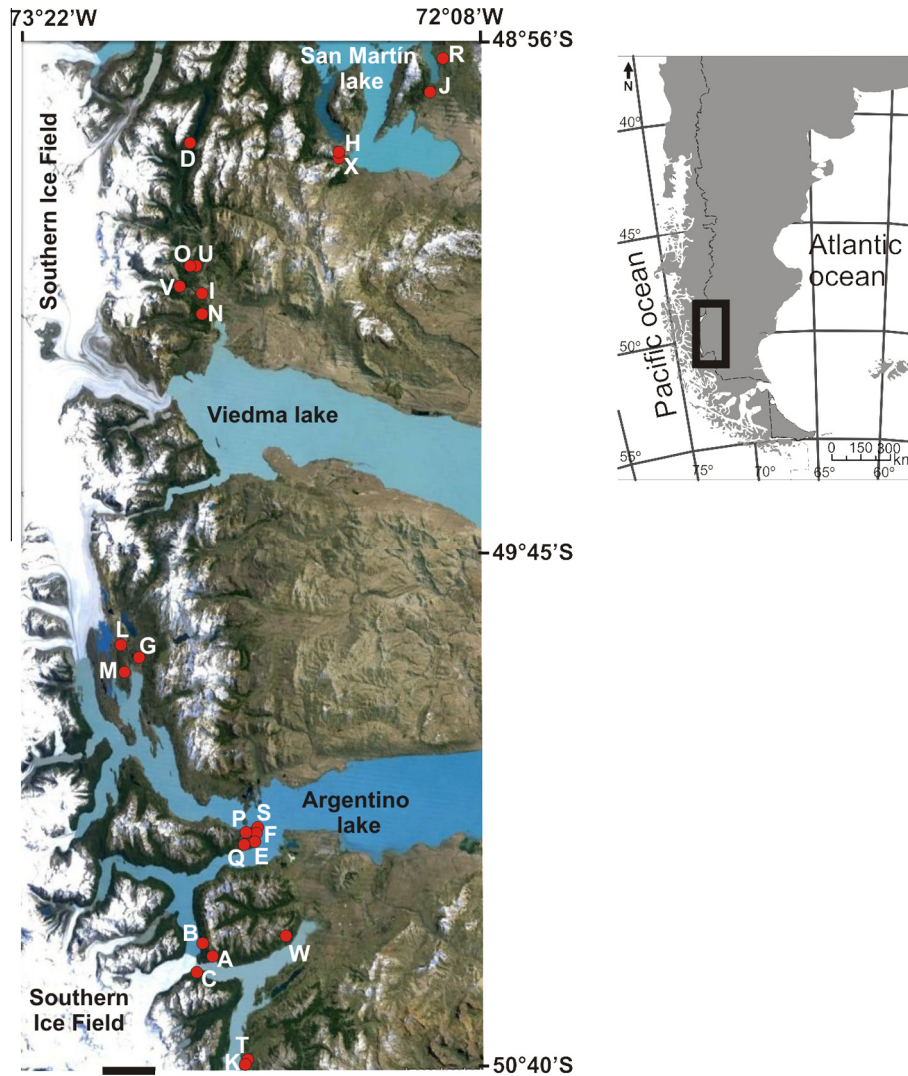 73°22'W
72°08'W
48°56'S
San Martín
lake
R
J
H
X
D
Southern Ice Field
O
U
V
I
N
Viedma lake
49°45'S
L
G
M
Argentino
lake
P
S
F
Q
E
B
A
W
C
Southern
Ice Field
T
K
50°40'S
N
40°
45°
50°
55°
Pacific ocean
Atlantic
ocean
0 150 300
km
75°
70°
65°
60°